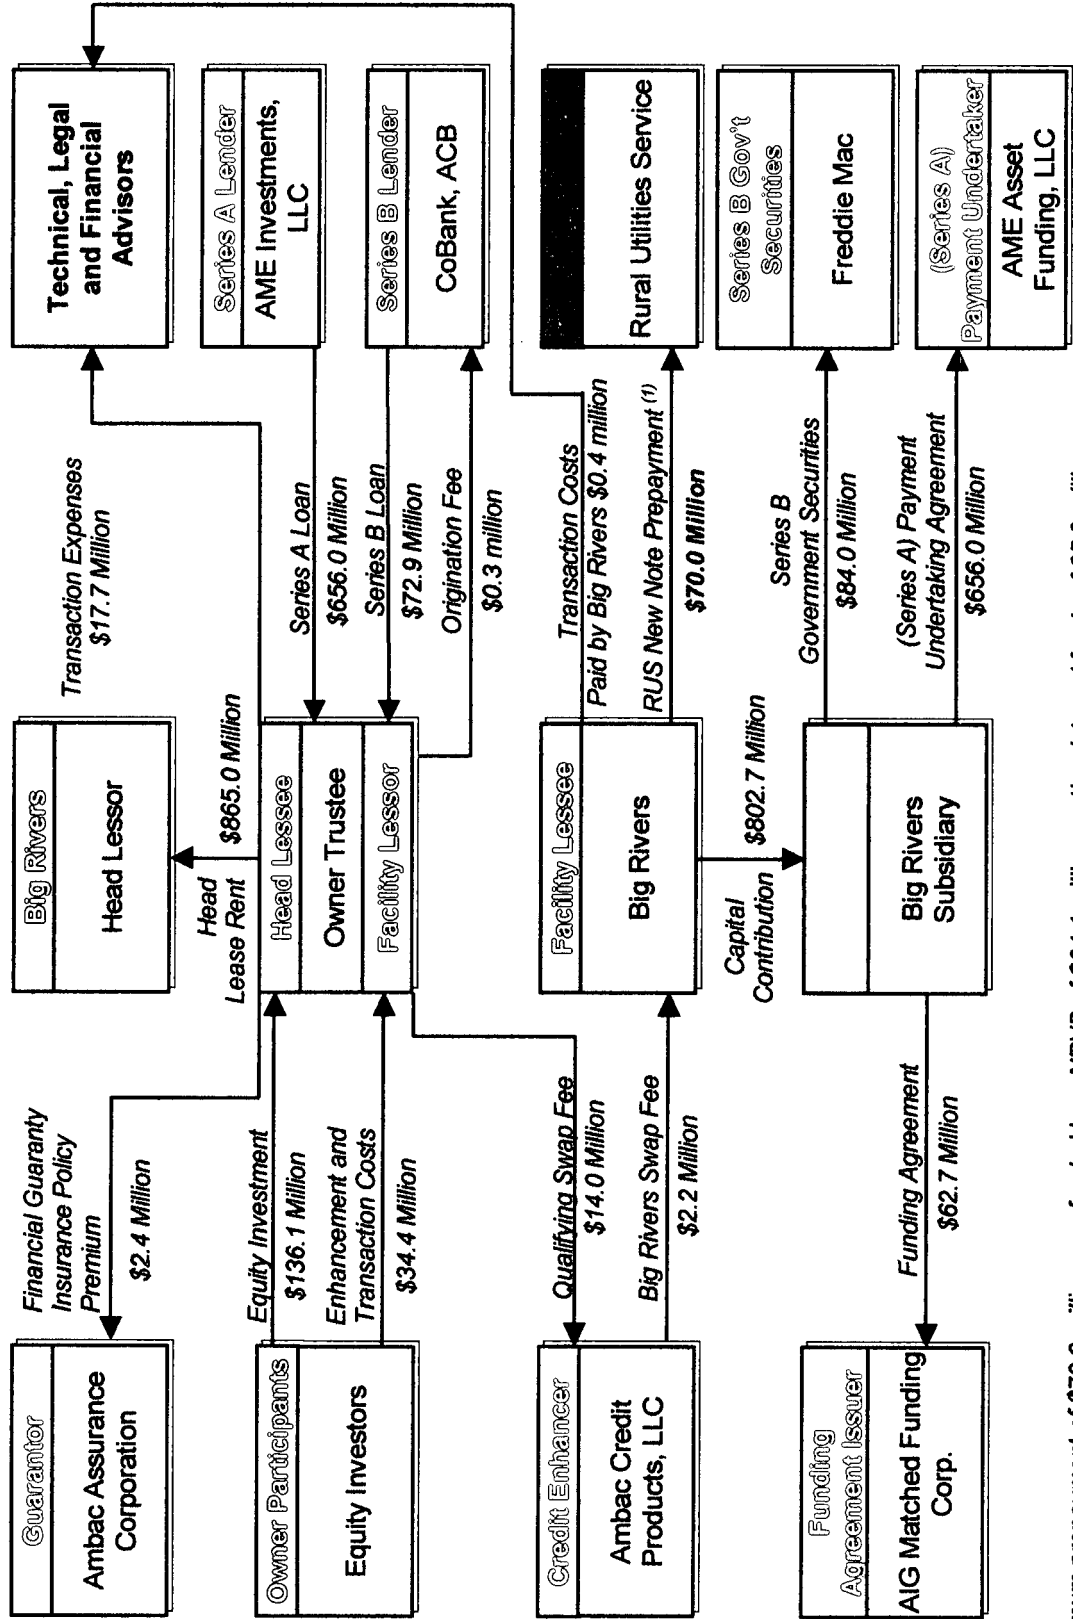 Guarantor
Ambac Assurance
Corporation
Financial Guaranty
Insurance Policy
Premium
$2.4 Million
Big Rivers
Head Lessor
Transaction Expenses
$17.7 Million
Technical, Legal
and Financial
Advisors
Head
Lease Rent
$865.0 Million
Owner Participants
Equity Investors
Equity Investment
$136.1 Million
Enhancement and
Transaction Costs
$34.4 Million
Head Lessee
Owner Trustee
Facility Lessor
Series A Loan
$656.0 Million
Series B Loan
$72.9 Million
Origination Fee
$0.3 million
Series A Lender
AME Investments,
LLC
Series B Lender
CoBank, ACB
Credit Enhancer
Ambac Credit
Products, LLC
Qualifying Swap Fee
$14.0 Million
Big Rivers Swap Fee
$2.2 Million
Facility Lessee
Big Rivers
Transaction Costs
Paid by Big Rivers $0.4 million
RUS New Note Prepayment (1)
$70.0 Million
Rural Utilities Service
Capital
Contribution
$802.7 Million
Funding
Agreement Issuer
AIG Matched Funding
Corp.
Funding Agreement
$62.7 Million
Big Rivers
Subsidiary
Series B
Government Securities
$84.0 Million
(Series A) Payment
Undertaking Agreement
$656.0 Million
Series B Gov't
Securities
Freddie Mac
(Series A)
Payment Undertaker
AME Asset
Funding, LLC